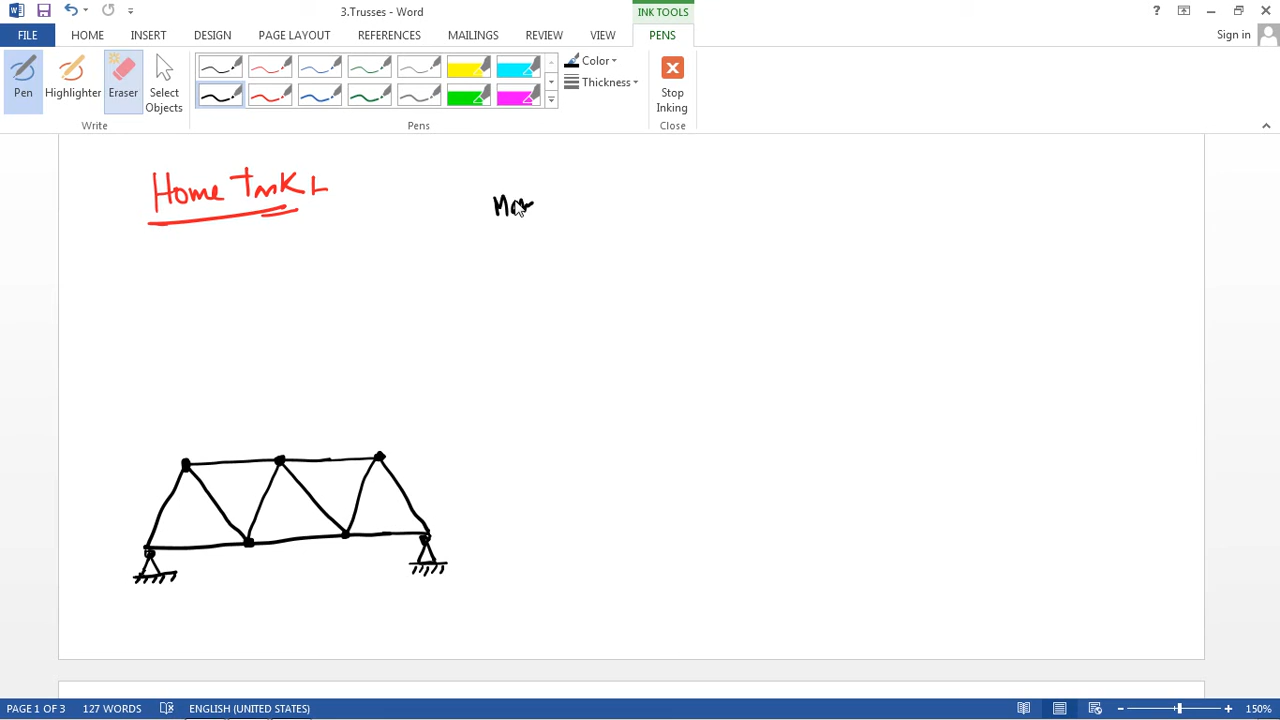 3.Trusses - Word
INK TOOLS
?
FILE HOME INSERT DESIGN PAGE LAYOUT REFERENCES MAILINGS REVIEW VIEW PENS Sign in
Pen Highlighter Eraser Select Objects Color Thickness Stop Inking
Write Pens Close
Home
PAGE 1 OF 3 127 WORDS ENGLISH (UNITED STATES) 150%